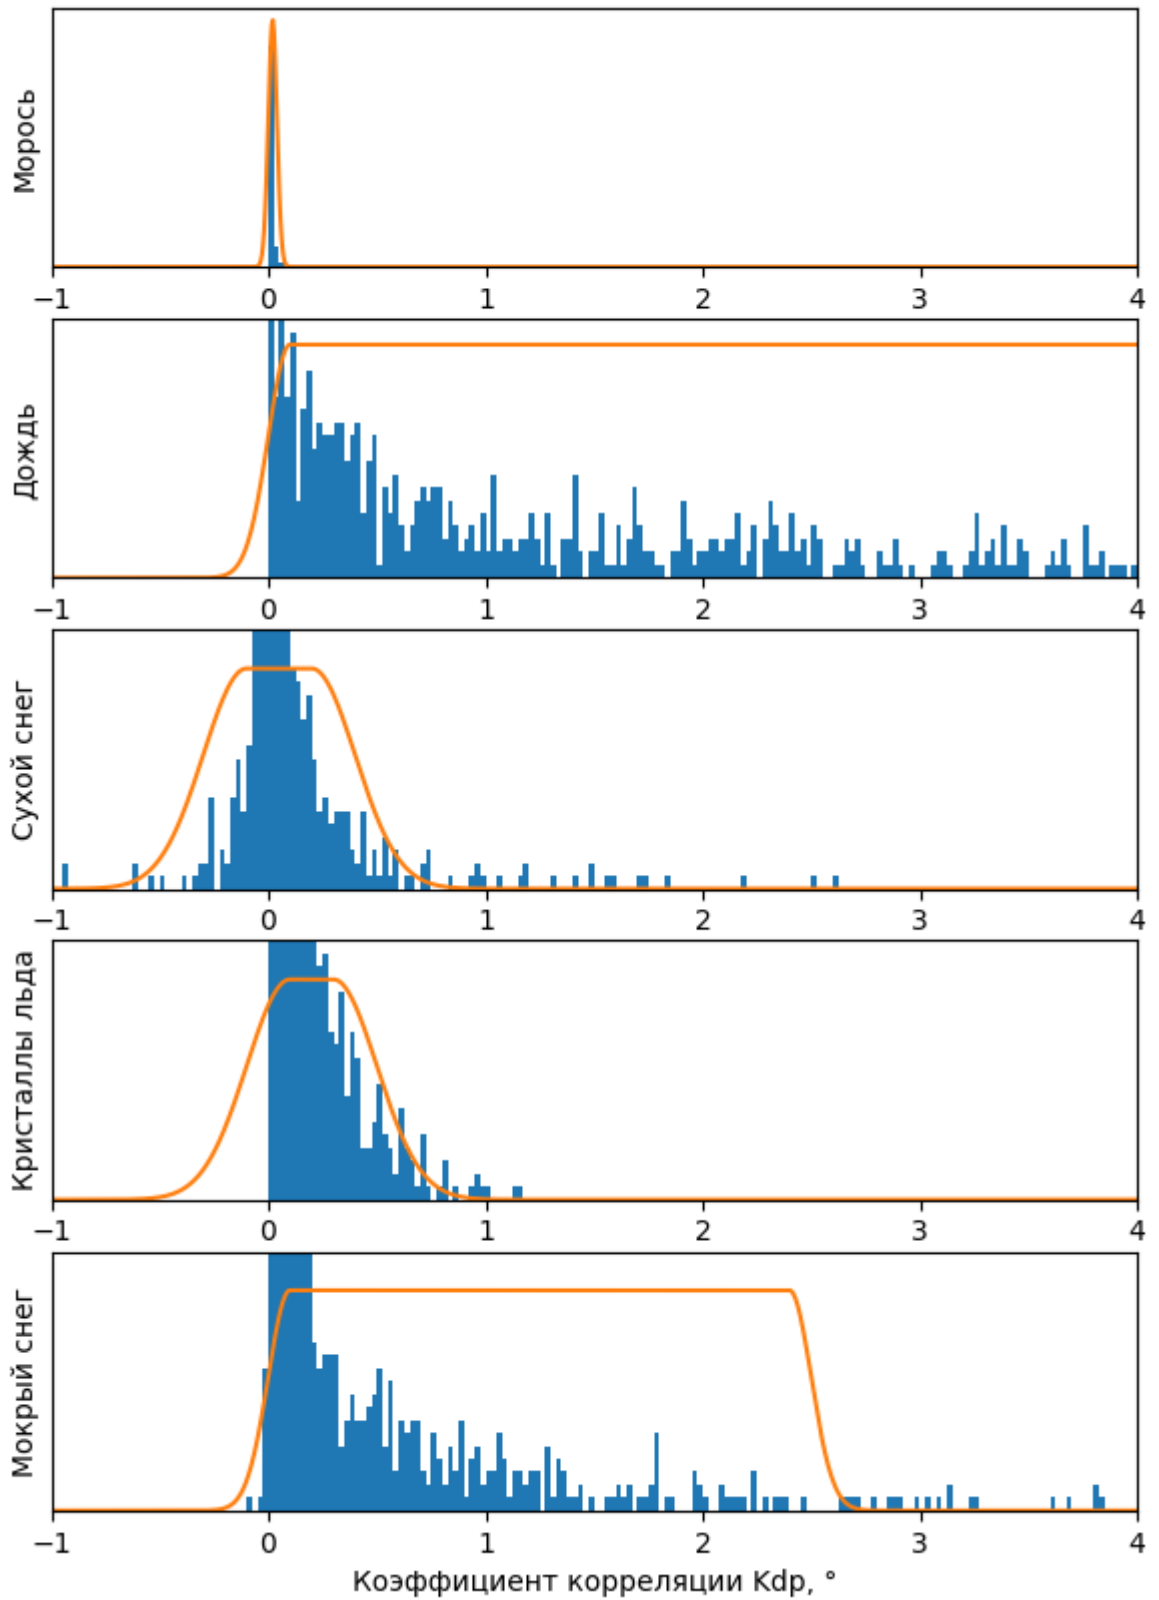 Морось
−1 0 1 2 3 4
Дождь
−1 0 1 2 3 4
Сухой снег
−1 0 1 2 3 4
Кристаллы льда
−1 0 1 2 3 4
Мокрый снег
−1 0 1 2 3 4
Коэффициент корреляции Kdp, °